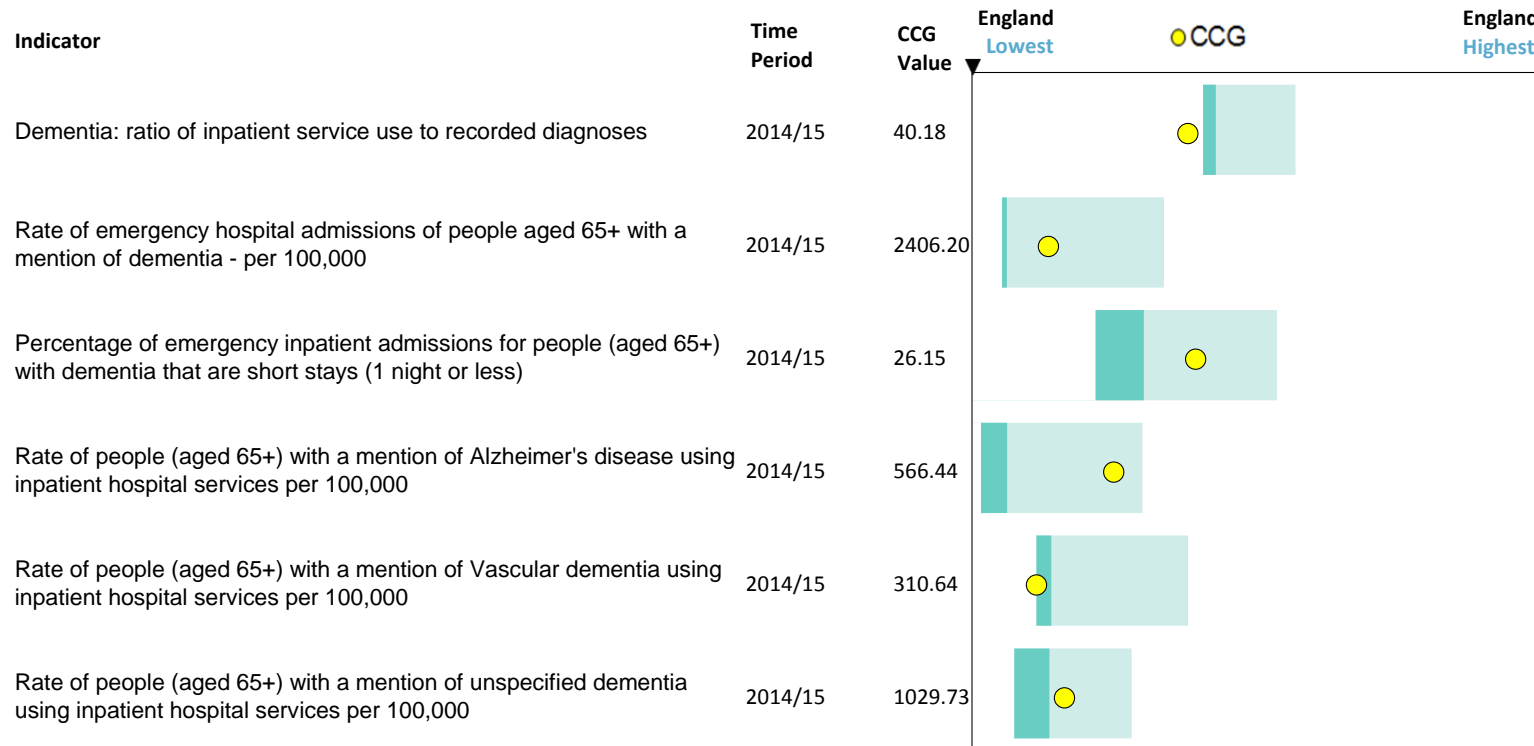 Indicator
Time
Period
CCG
Value
England
Lowest
CCG
England
Highest
Dementia: ratio of inpatient service use to recorded diagnoses
2014/15
40.18
Rate of emergency hospital admissions of people aged 65+ with a
mention of dementia - per 100,000
2014/15
2406.20
Percentage of emergency inpatient admissions for people (aged 65+)
with dementia that are short stays (1 night or less)
2014/15
26.15
Rate of people (aged 65+) with a mention of Alzheimer's disease using
inpatient hospital services per 100,000
2014/15
566.44
Rate of people (aged 65+) with a mention of Vascular dementia using
inpatient hospital services per 100,000
2014/15
310.64
Rate of people (aged 65+) with a mention of unspecified dementia
using inpatient hospital services per 100,000
2014/15
1029.73